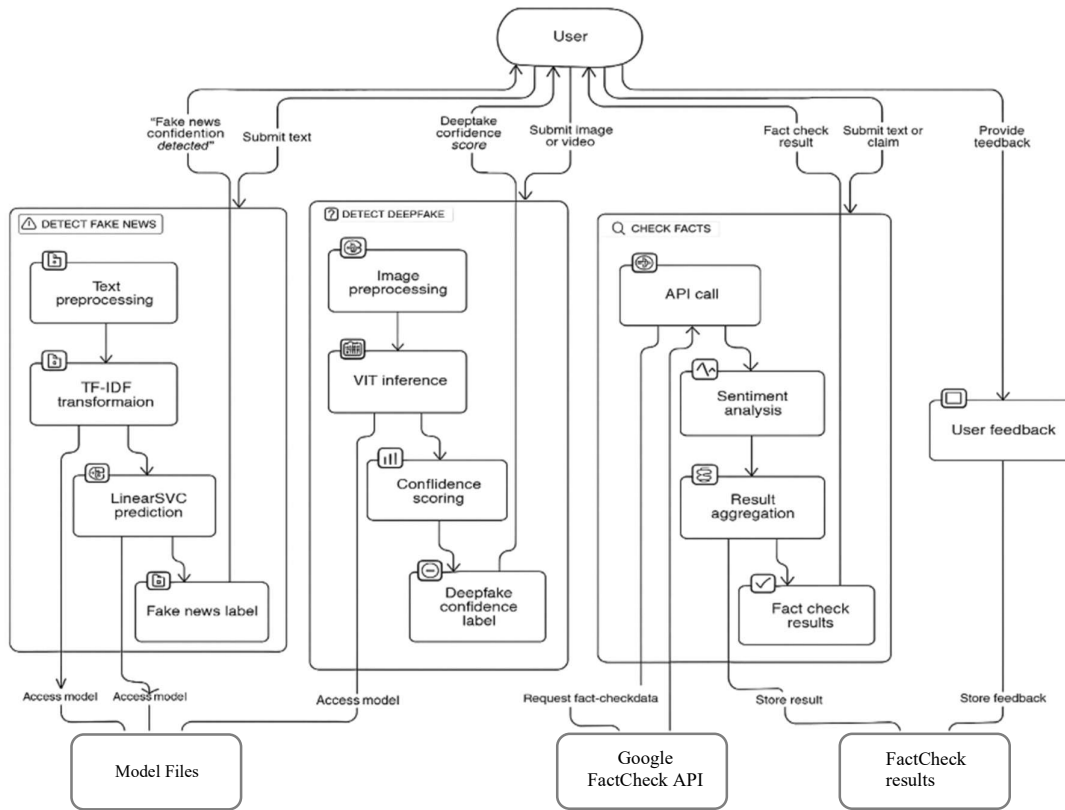 User
"Fake news
confidention
detected"
Submit text
Deeptake
corfidence
score
Submit image
or video
Fact check
result
Submit text or
claim
Provide
teedback
DETECT FAKE NEWS
Text
preprocessing
TF-IDF
transformaion
LinearSVC
prediction
Fake news label
DETECT DEEPFAKE
Image
preprocessing
VIT inference
Conflidence
scoring
Deepfake
confidence
label
CHECK FACTS
API call
Sentiment
analysis
Result
aggregation
Fact check
results
User feedback
Access model
Access model
Access model
Request fact-checkdata
Store result
Store feedback
Model Files
Google
FactCheck API
FactCheck
results